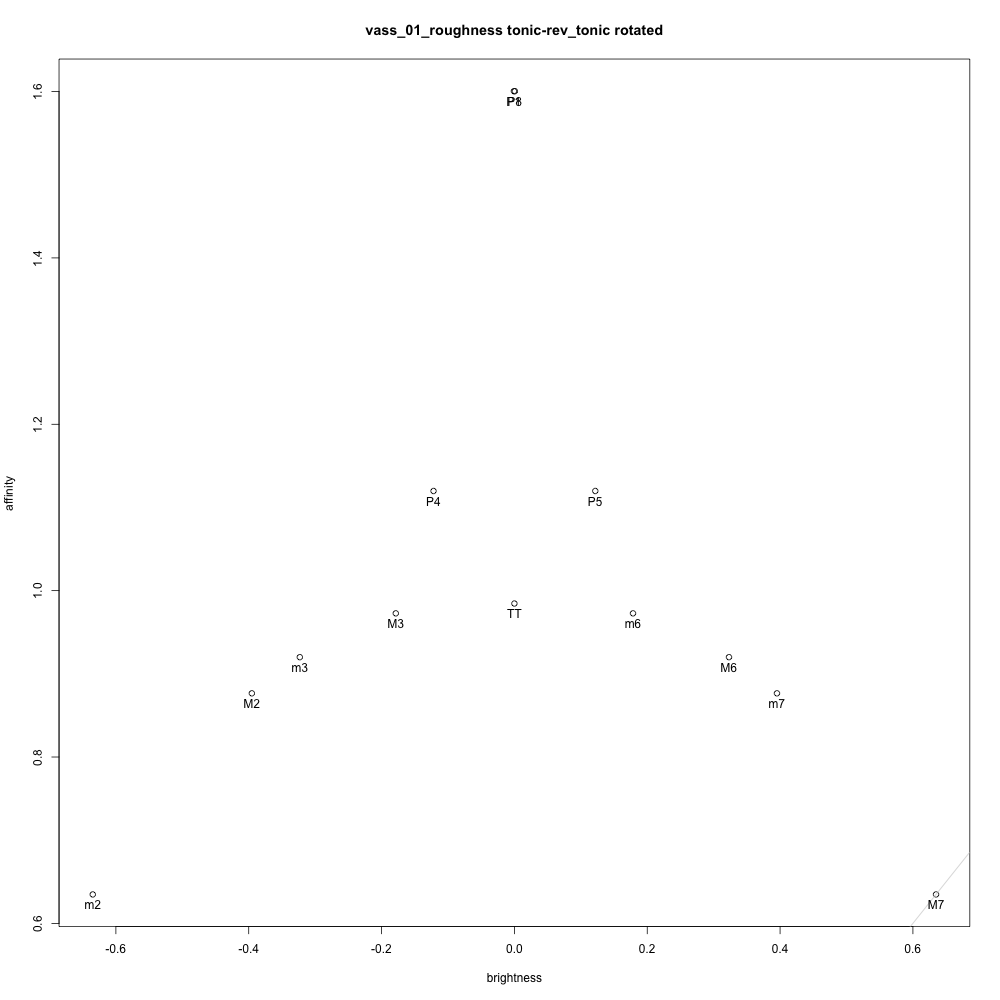 vass_01_roughness tonic-rev_tonic rotated
1.6
P1
P8
1.4
1.2
affinity
P4
P5
1.0
M3
TT
m6
m3
M6
M2
m7
0.8
m2
M7
0.6
-0.6 -0.4 -0.2 0.0 0.2 0.4 0.6
brightness